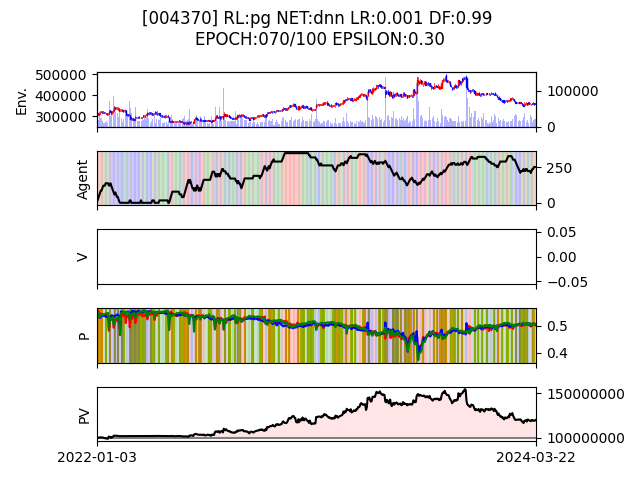 [004370] RL:pg NET:dnn LR:0.001 DF:0.99
EPOCH:070/100 EPSILON:0.30
Env.
500000
400000
300000
100000
0
Agent
250
0
V
0.05
0.00
−0.05
P
0.5
0.4
PV
150000000
100000000
2022-01-03
2024-03-22